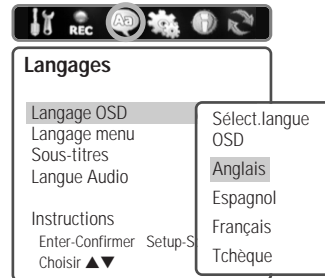 REC
Aa
Langages
Langage OSD
Langage menu
Sous-titres
Langue Audio
Instructions
Enter-Confirmer Setup-S
Choisir ▲▼
Sélect.langue
OSD
Anglais
Espagnol
Français
Tchèque